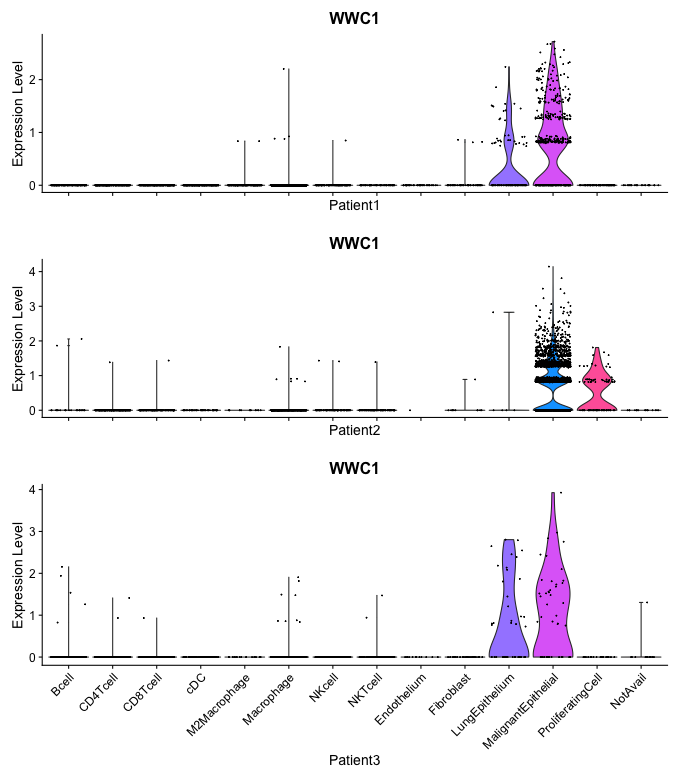 WWC1
Expression Level
2
1
0
Patient1
WWC1
Expression Level
4
3
2
1
0
Patient2
WWC1
Expression Level
4
3
2
1
0
Bcell
CD4Tcell
CD8Tcell
cDC
M2Macrophage
Macrophage
NKcell
NKTcell
Endothelium
Fibroblast
LungEpithelium
MalignantEpithelial
ProliferatingCell
NotAvail
Patient3